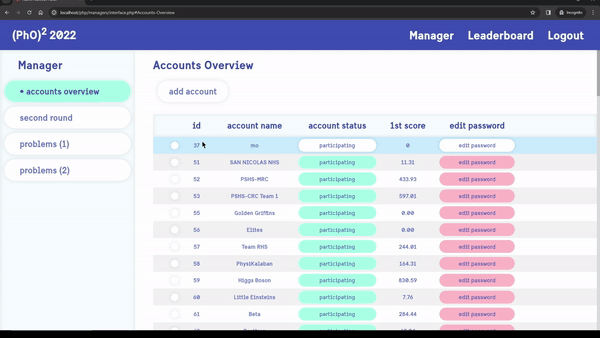 localhost/php/managers/interface.php#Accounts-Overview
Incognito
(PhO)² 2022
Manager
Leaderboard
Logout
Manager
• accounts overview
second round
problems (1)
problems (2)
Accounts Overview
add account
id account name account status 1st score edit password
37 mo participating 0 edit password
51 SAN NICOLAS NHS participating 11.31 edit password
52 PSHS-MRC participating 433.93 edit password
53 PSHS-CRC Team 1 participating 597.01 edit password
55 Golden Griffins participating 0.00 edit password
56 Elites participating 0.00 edit password
57 Team RHS participating 244.01 edit password
58 PhysiKalaban participating 164.31 edit password
59 Higgs Boson participating 830.59 edit password
60 Little Einsteins participating 7.76 edit password
61 Beta participating 284.44 edit password